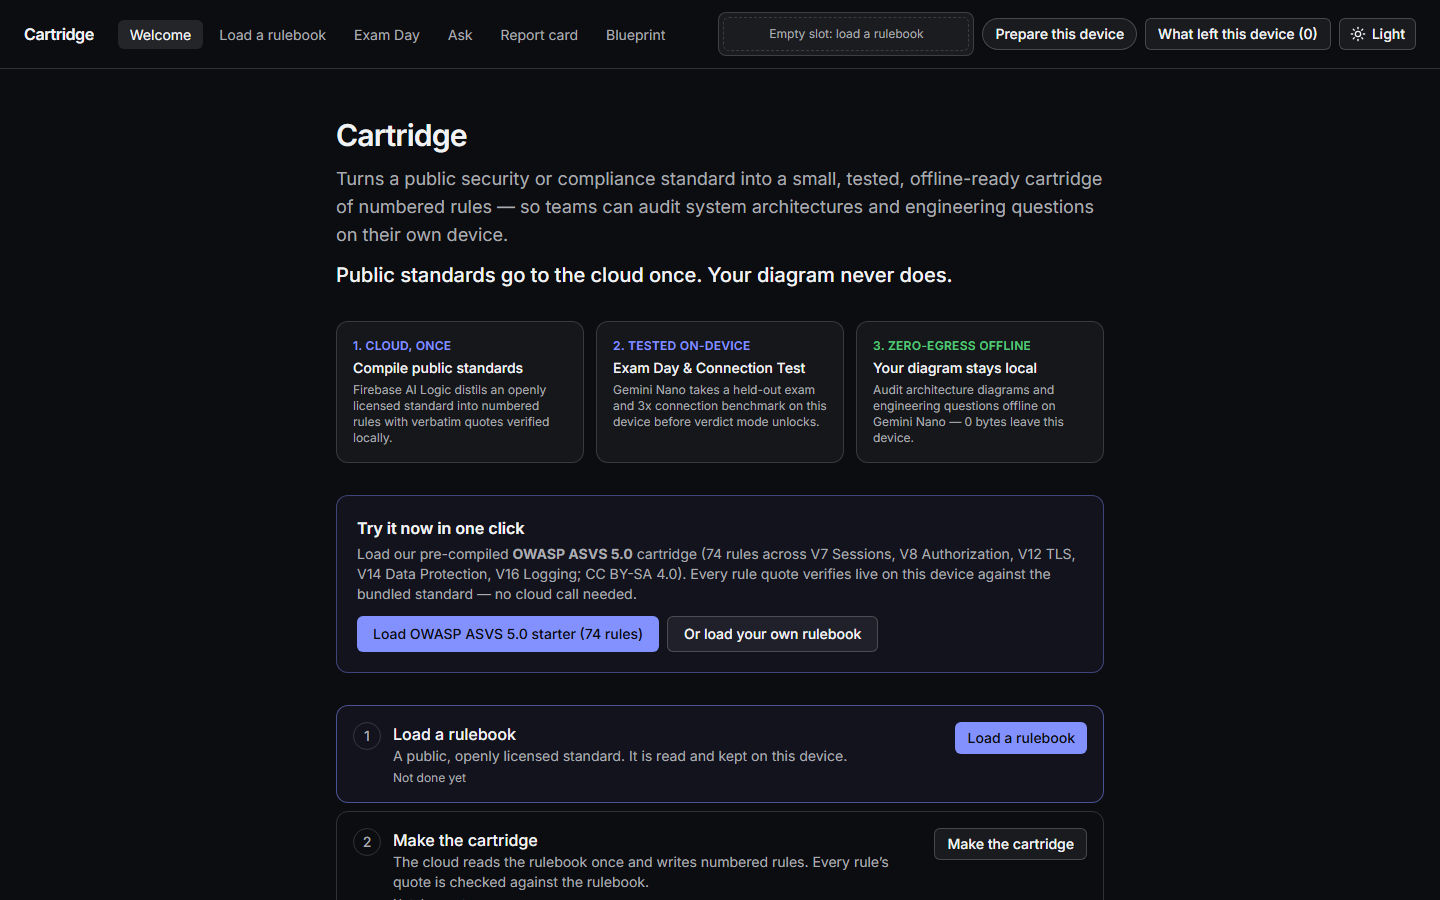 Cartridge
Welcome
Load a rulebook
Exam Day
Ask
Report card
Blueprint
Empty slot: load a rulebook
Prepare this device
What left this device (0)
Light
Cartridge
Turns a public security or compliance standard into a small, tested, offline-ready cartridge
of numbered rules — so teams can audit system architectures and engineering questions
on their own device.
Public standards go to the cloud once. Your diagram never does.
1. CLOUD, ONCE
Compile public standards
Firebase AI Logic distils an openly
licensed standard into numbered
rules with verbatim quotes verified
locally.
2. TESTED ON-DEVICE
Exam Day & Connection Test
Gemini Nano takes a held-out exam
and 3x connection benchmark on this
device before verdict mode unlocks.
3. ZERO-EGRESS OFFLINE
Your diagram stays local
Audit architecture diagrams and
engineering questions offline on
Gemini Nano — 0 bytes leave this
device.
Try it now in one click
Load our pre-compiled OWASP ASVS 5.0 cartridge (74 rules across V7 Sessions, V8 Authorization, V12 TLS,
V14 Data Protection, V16 Logging; CC BY-SA 4.0). Every rule quote verifies live on this device against the
bundled standard — no cloud call needed.
Load OWASP ASVS 5.0 starter (74 rules)
Or load your own rulebook
1
Load a rulebook
A public, openly licensed standard. It is read and kept on this device.
Not done yet
Load a rulebook
2
Make the cartridge
The cloud reads the rulebook once and writes numbered rules. Every rule's
quote is checked against the rulebook.
Make the cartridge